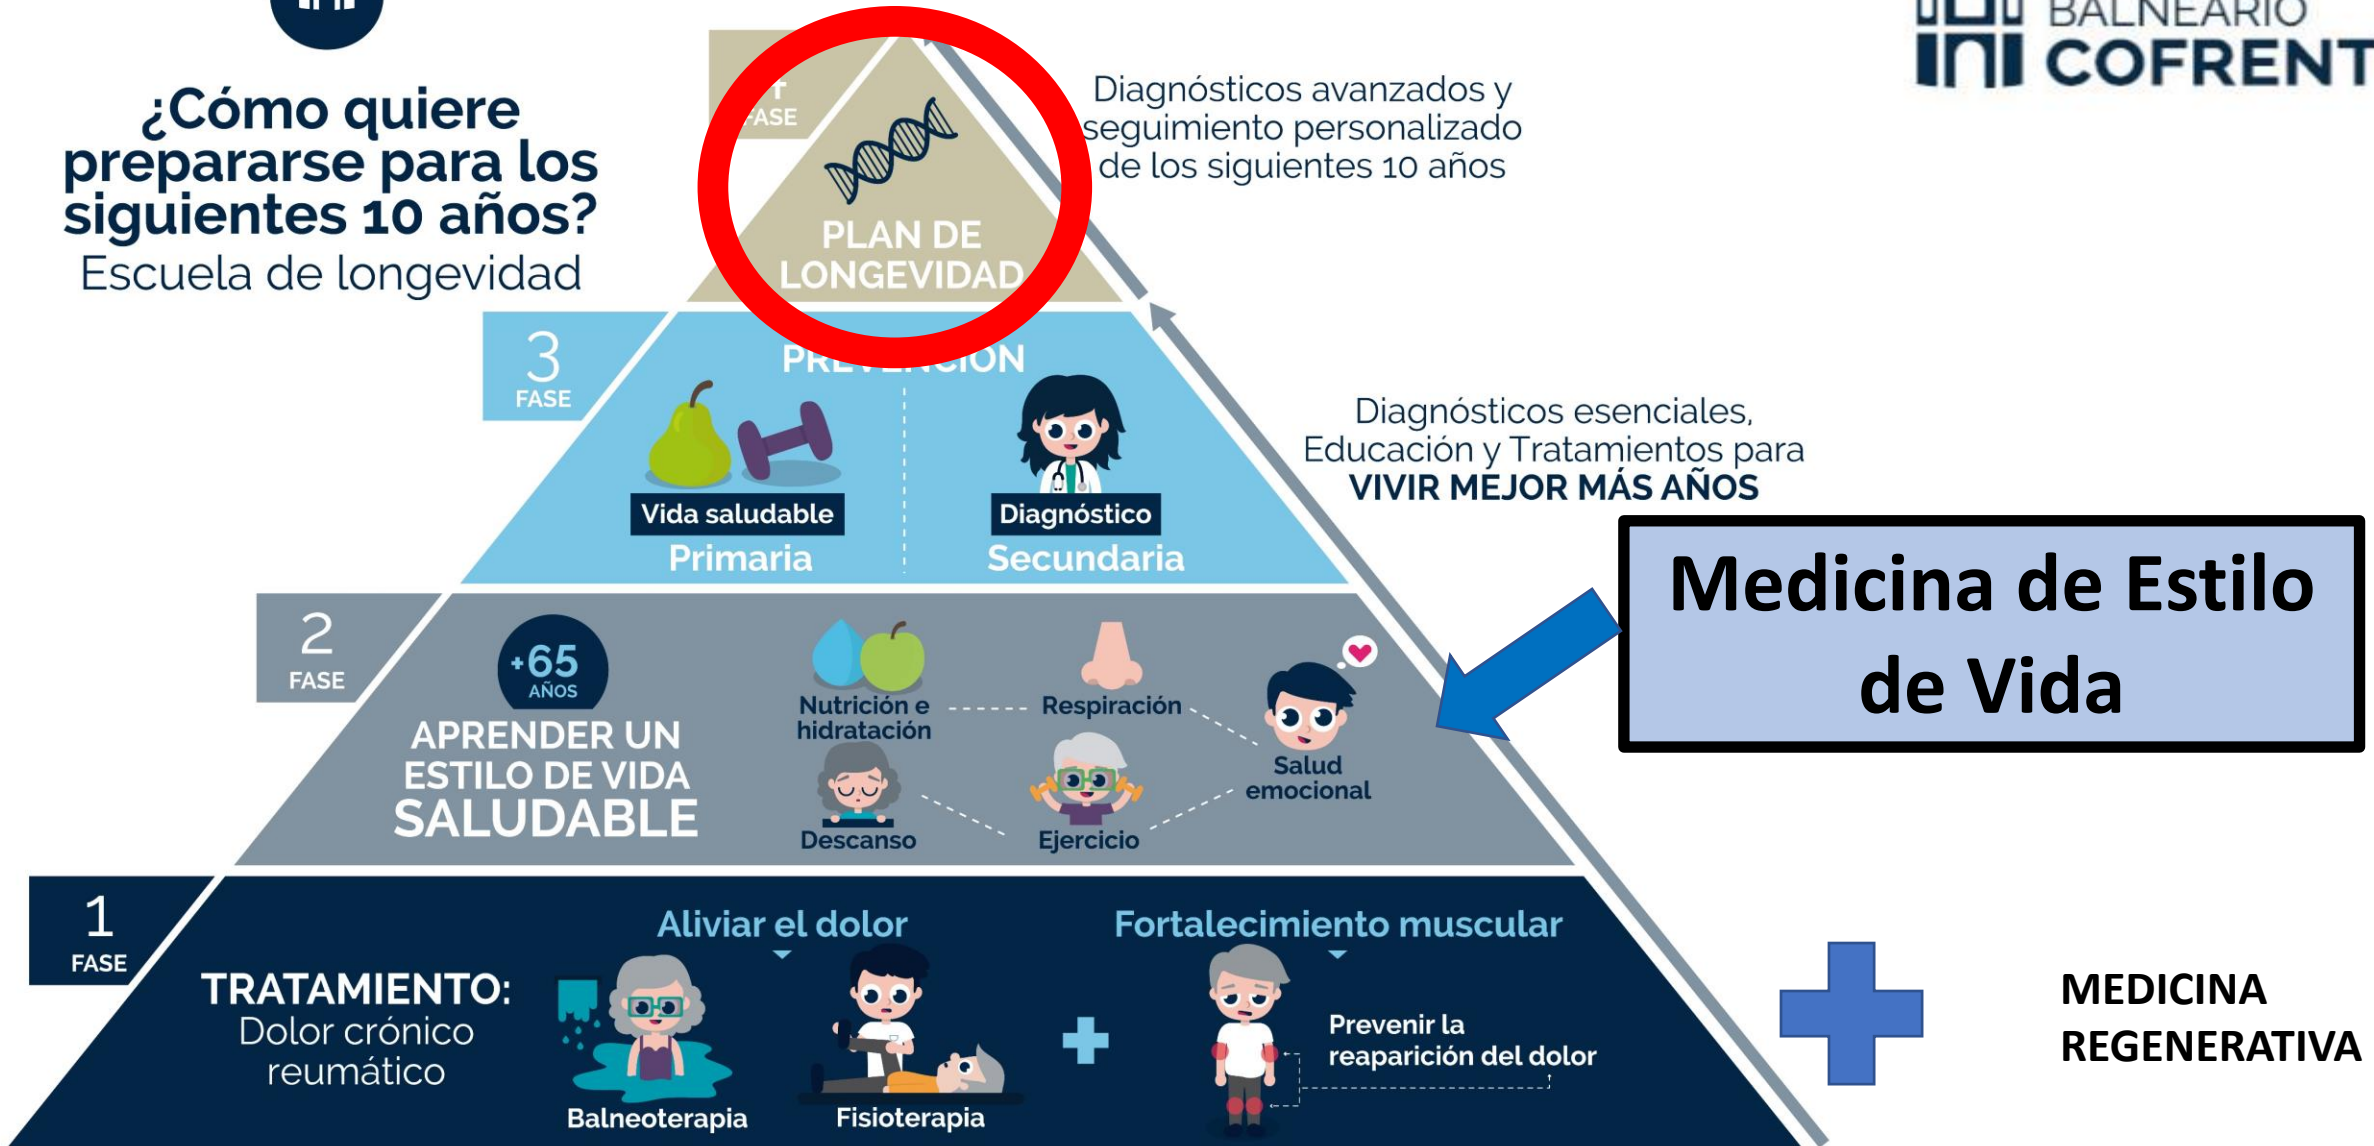 ¿Cómo quiere
prepararse para los
siguientes 10 años?
Escuela de longevidad
BALNEARIO
COFRENT
FASE
PLAN DE
LONGEVIDAD
Diagnósticos avanzados y
seguimiento personalizado
de los siguientes 10 años
3
FASE
PREVENCIÓN
Vida saludable
Primaria
Diagnóstico
Secundaria
Diagnósticos esenciales,
Educación y Tratamientos para
VIVIR MEJOR MÁS AÑOS
Medicina de Estilo
de Vida
2
FASE
+65
AÑOS
APRENDER UN
ESTILO DE VIDA
SALUDABLE
Nutrición e
hidratación
Respiración
Salud
emocional
Descanso
Ejercicio
1
FASE
TRATAMIENTO:
Dolor crónico
reumático
Aliviar el dolor
Balneoterapia
Fisioterapia
Fortalecimiento muscular
Prevenir la
reaparición del dolor
MEDICINA
REGENERATIVA